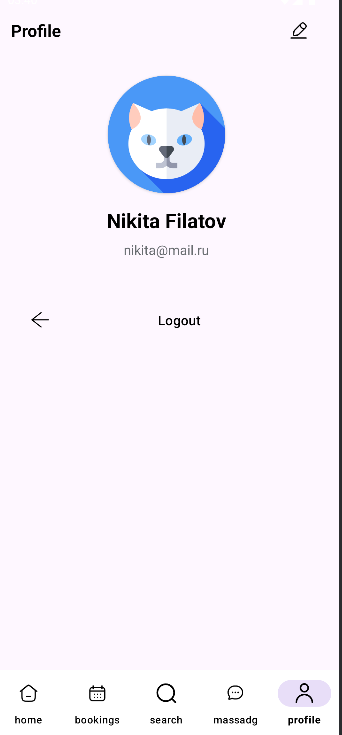 Profile
Nikita Filatov
nikita@mail.ru
Logout
home
bookings
search
massadg
profile